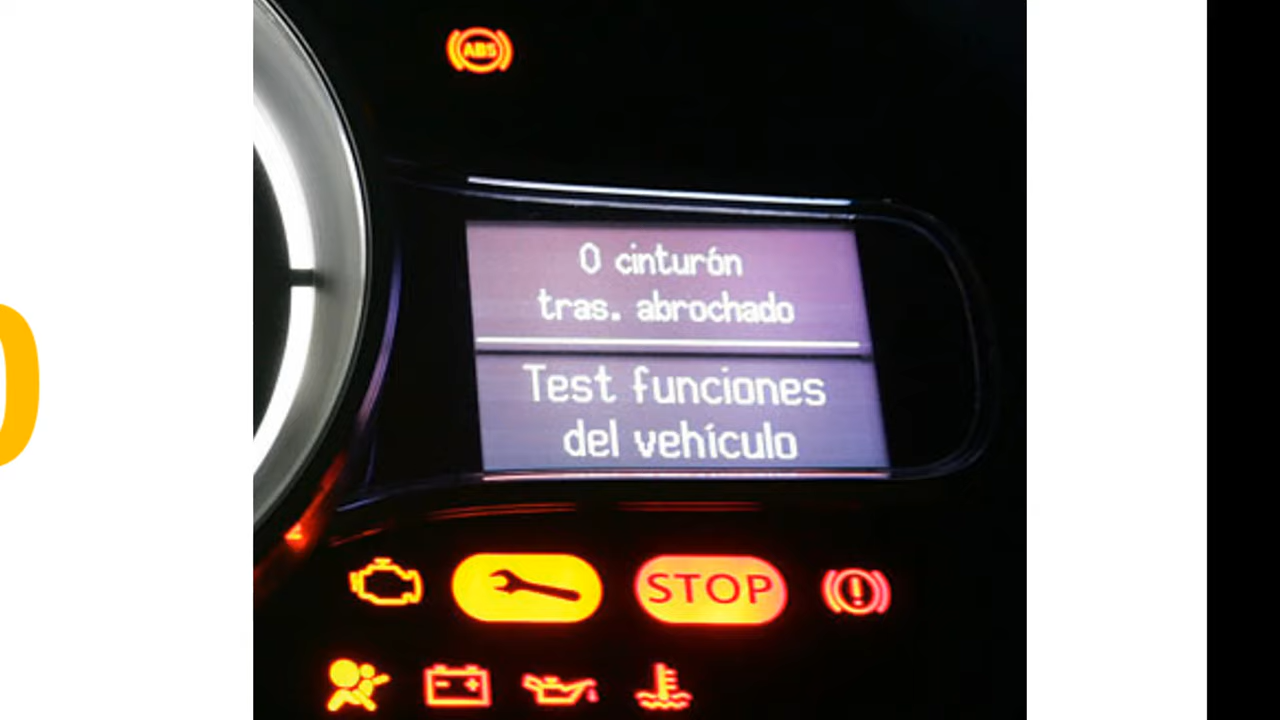 ABS
0 cinturón
tras. abrochado
Test funciones
del vehículo
STOP